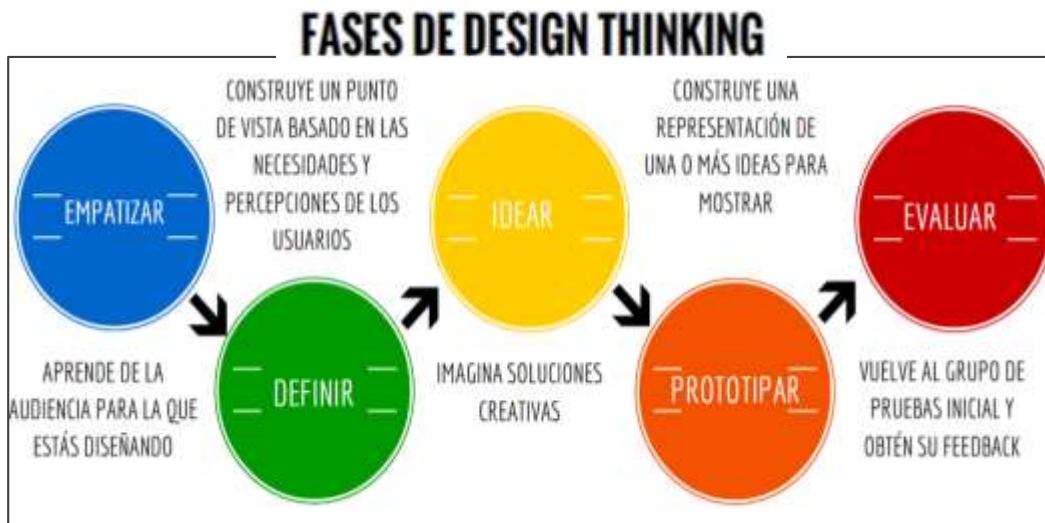 FASES DE DESIGN THINKING
EMPATIZAR
APRENDE DE LA
AUDIENCIA PARA LA QUE
ESTÁS DISEÑANDO
CONSTRUYE UN PUNTO
DE VISTA BASADO EN LAS
NECESIDADES Y
PERCEPCIONES DE LOS
USUARIOS
DEFINIR
IDEAR
IMAGINA SOLUCIONES
CREATIVAS
CONSTRUYE UNA
REPRESENTACIÓN DE
UNA O MÁS IDEAS PARA
MOSTRAR
PROTOTIPAR
EVALUAR
VUELVE AL GRUPO DE
PRUEBAS INICIAL Y
OBTÉN SU FEEDBACK